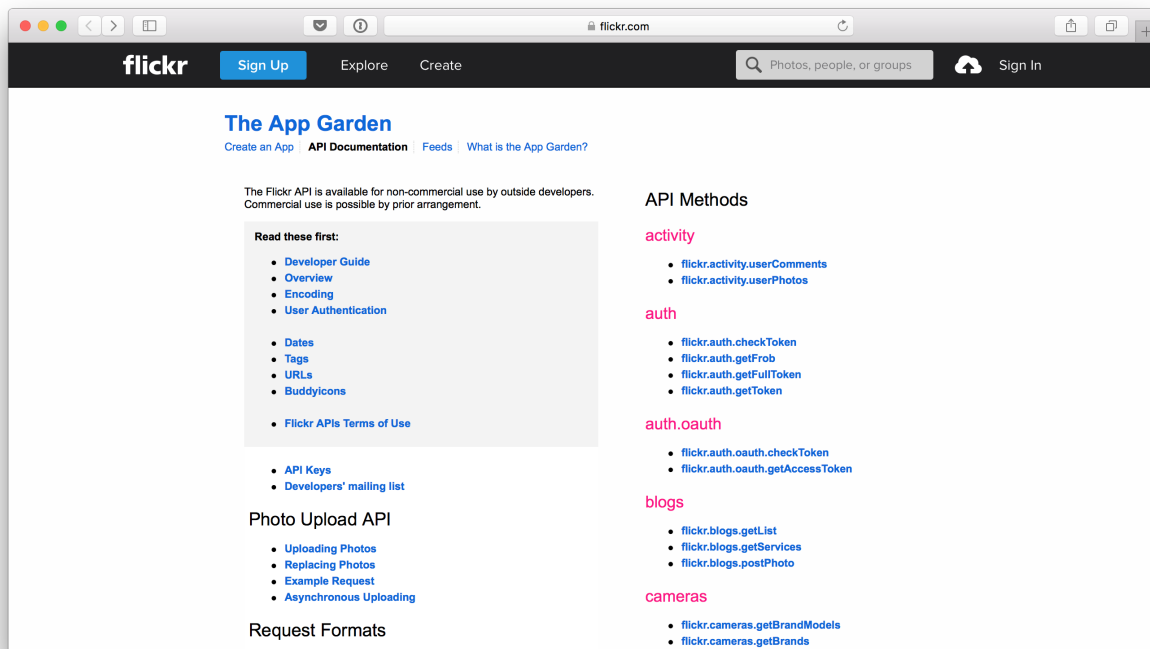 flickr.com
flickr
Sign Up
Explore
Create
Photos, people, or groups
Sign In
The App Garden
Create an App
API Documentation
Feeds
What is the App Garden?
The Flickr API is available for non-commercial use by outside developers.
Commercial use is possible by prior arrangement.
Read these first:
Developer Guide
Overview
Encoding
User Authentication
Dates
Tags
URLs
Buddyicons
Flickr APIs Terms of Use
API Keys
Developers' mailing list
Photo Upload API
Uploading Photos
Replacing Photos
Example Request
Asynchronous Uploading
Request Formats
API Methods
activity
flickr.activity.userComments
flickr.activity.userPhotos
auth
flickr.auth.checkToken
flickr.auth.getFrob
flickr.auth.getFullToken
flickr.auth.getToken
auth.oauth
flickr.auth.oauth.checkToken
flickr.auth.oauth.getAccessToken
blogs
flickr.blogs.getList
flickr.blogs.getServices
flickr.blogs.postPhoto
cameras
flickr.cameras.getBrandModels
flickr.cameras.getBrands